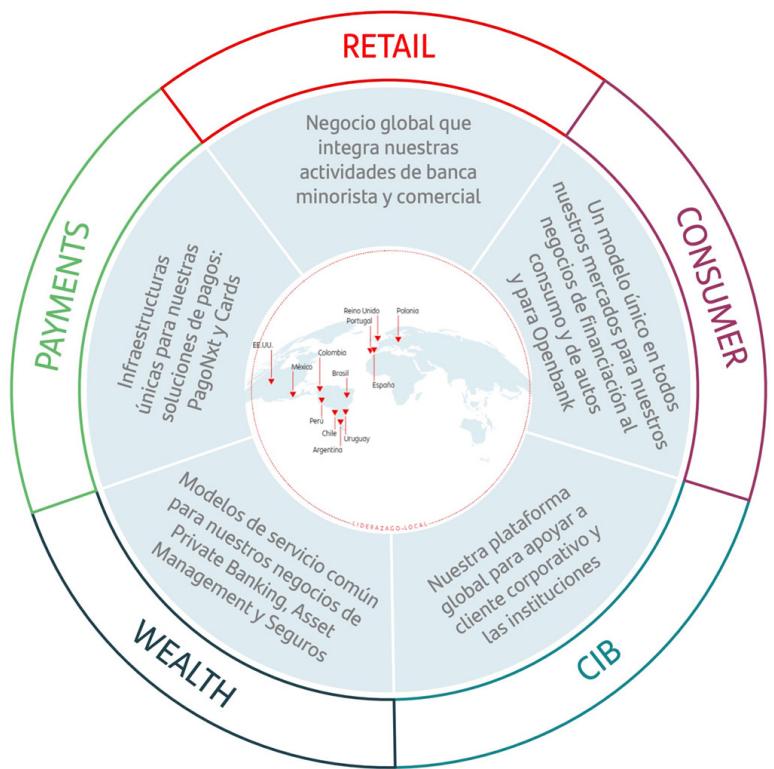 RETAIL
Negocio global que
integra nuestras
actividades de banca
minorista y comercial
CONSUMER
Un modelo único en todos
nuestros mercados para nuestros
negocios de financiación al
consumo y de autos
y para Openbank
CIB
Nuestra plataforma
global para apoyar a
cliente corporativo y
las instituciones
WEALTH
Modelos de servicio común
para nuestros negocios de
Private Banking, Asset
Management y Seguros
PAYMENTS
Infraestructuras
únicas para nuestras
soluciones de pagos:
PagoNxt y Cards
Reino Unido
Polonia
Portugal
EE.UU.
Colombia
México
Brasil
España
Perú
Chile
Uruguay
Argentina
LIDERAZAGO-LOCAL